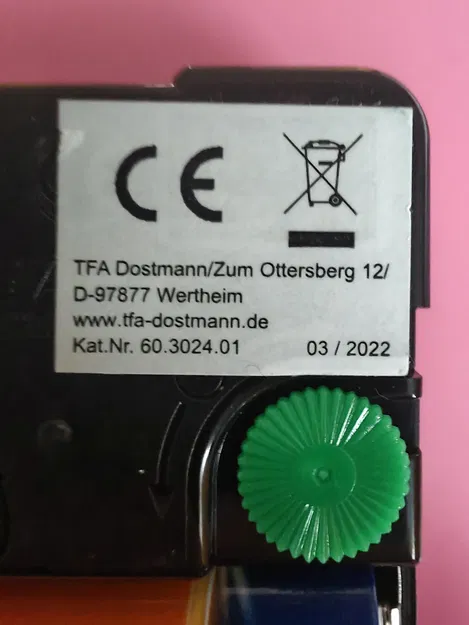 CE
TFA Dostmann/Zum Ottersberg 12/
D-97877 Wertheim
www.tfa-dostmann.de
Kat.Nr. 60.3024.01 03 / 2022